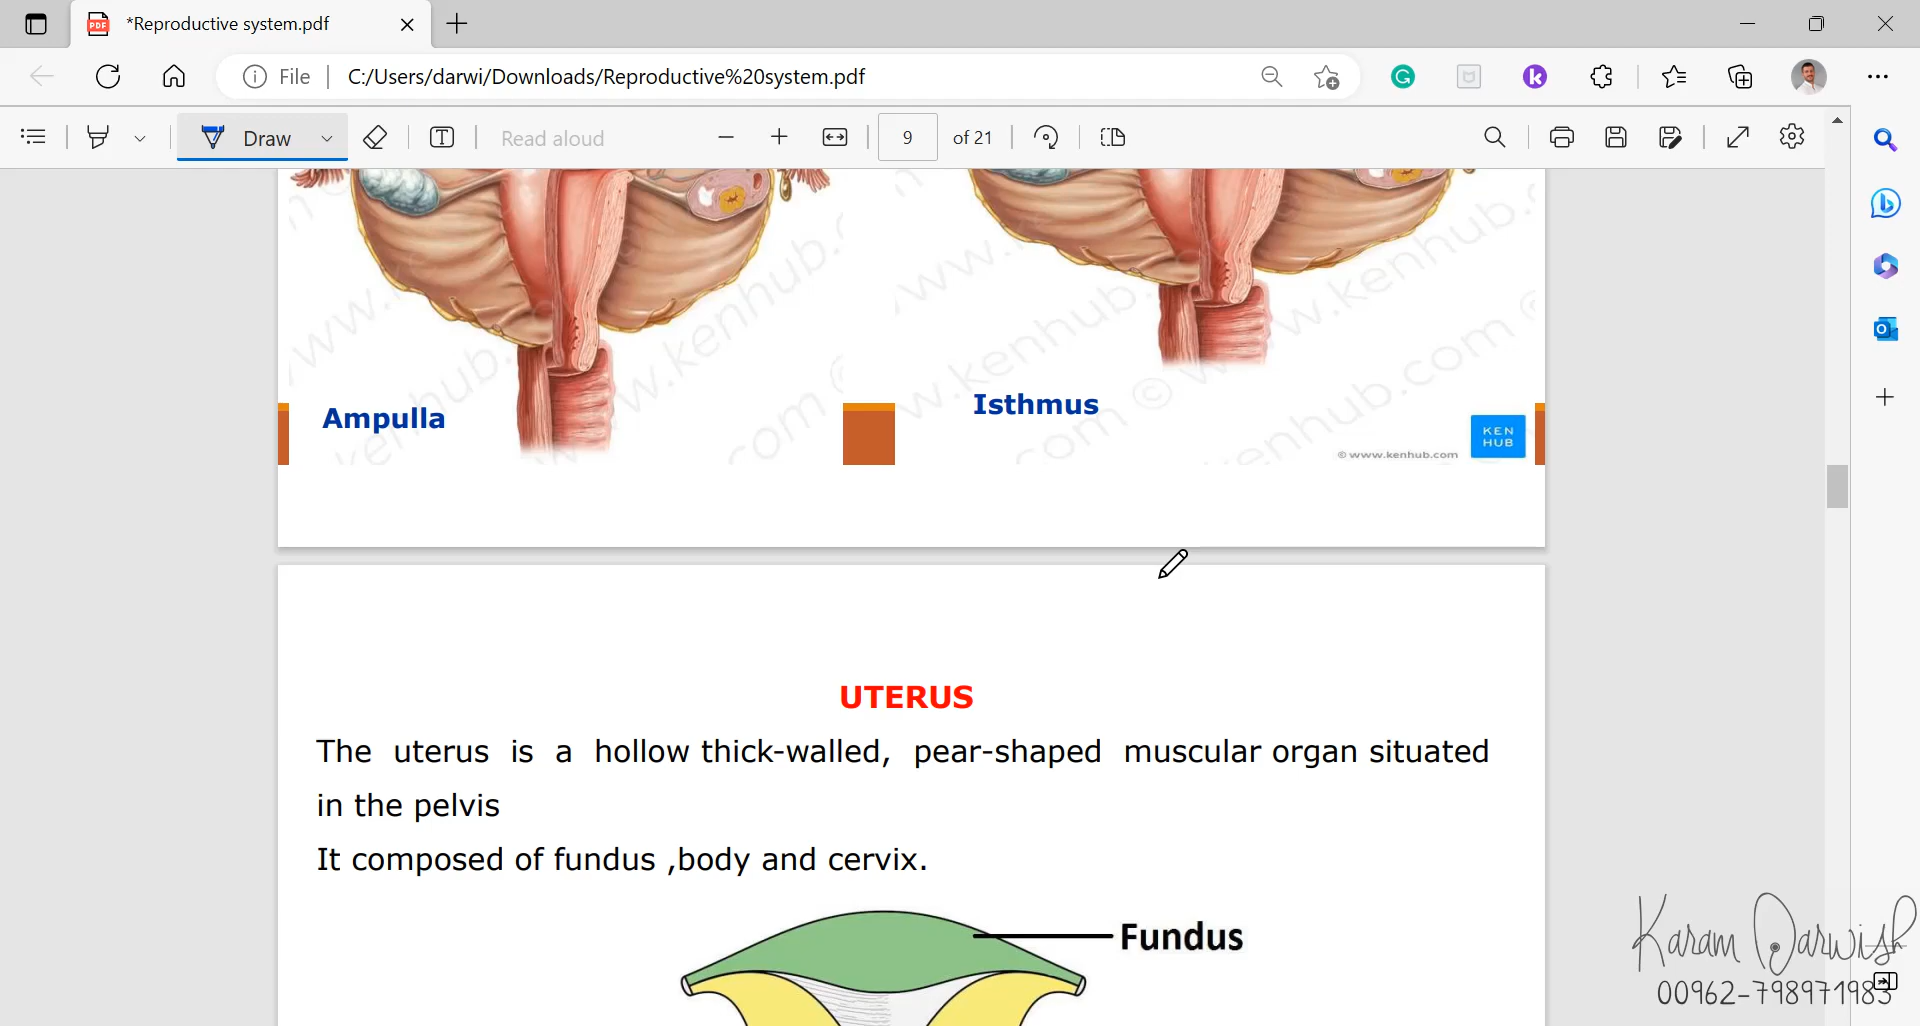 *Reproductive system.pdf
File
C:/Users/darwi/Downloads/Reproductive%20system.pdf
Draw
Read aloud
9
of 21
Ampulla
Isthmus
KEN
HUB
© www.kenhub.com
UTERUS
The uterus is a hollow thick-walled, pear-shaped muscular organ situated
in the pelvis
It composed of fundus ,body and cervix.
Fundus
Karam Darwish
00962-798971983